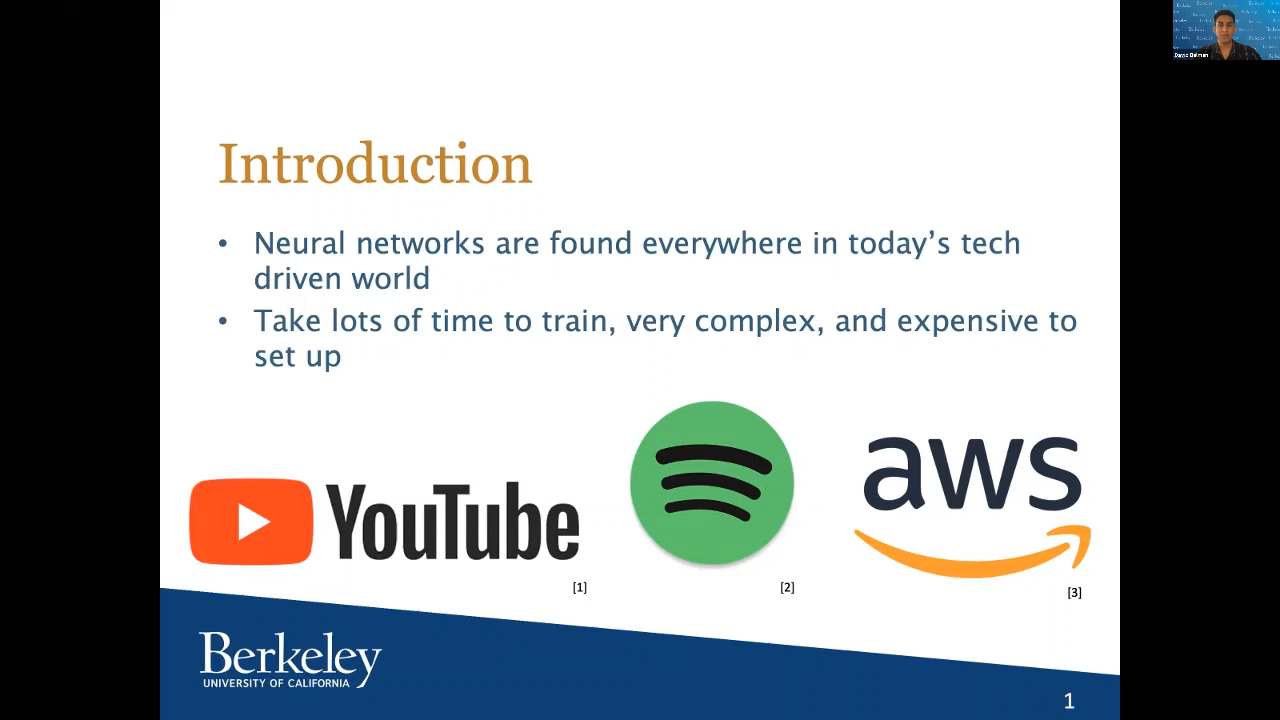 Introduction
• Neural networks are found everywhere in today’s tech
driven world
• Take lots of time to train, very complex, and expensive to
set up
YouTube
aws
[1]
[2]
[3]
Berkeley
UNIVERSITY OF CALIFORNIA
1